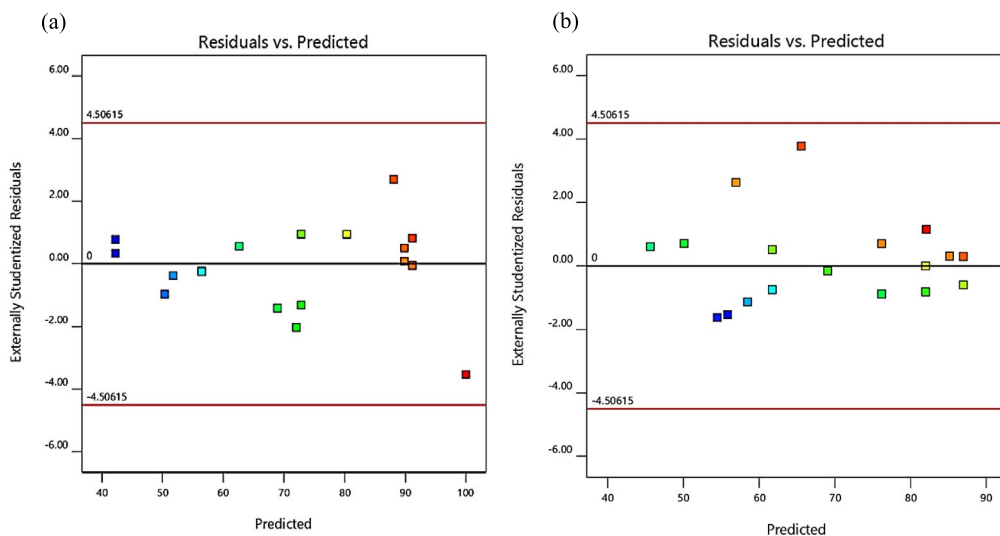 (a)
Residuals vs. Predicted
Externally Studentized Residuals
6.00
4.50615
4.00
2.00
0
0.00
-2.00
-4.00
-4.50615
-6.00
40 50 60 70 80 90 100
Predicted
(b)
Residuals vs. Predicted
Externally Studentized Residuals
6.00
4.50615
4.00
2.00
0
0.00
-2.00
-4.00
-4.50615
-6.00
40 50 60 70 80 90
Predicted